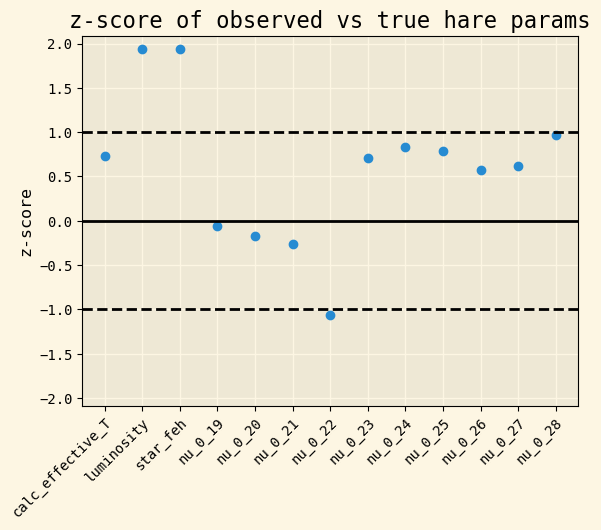 z-score of observed vs true hare params
z-score
2.0
1.5
1.0
0.5
0.0
−0.5
−1.0
−1.5
−2.0
calc_effective_T
luminosity
star_feh
nu_0_19
nu_0_20
nu_0_21
nu_0_22
nu_0_23
nu_0_24
nu_0_25
nu_0_26
nu_0_27
nu_0_28